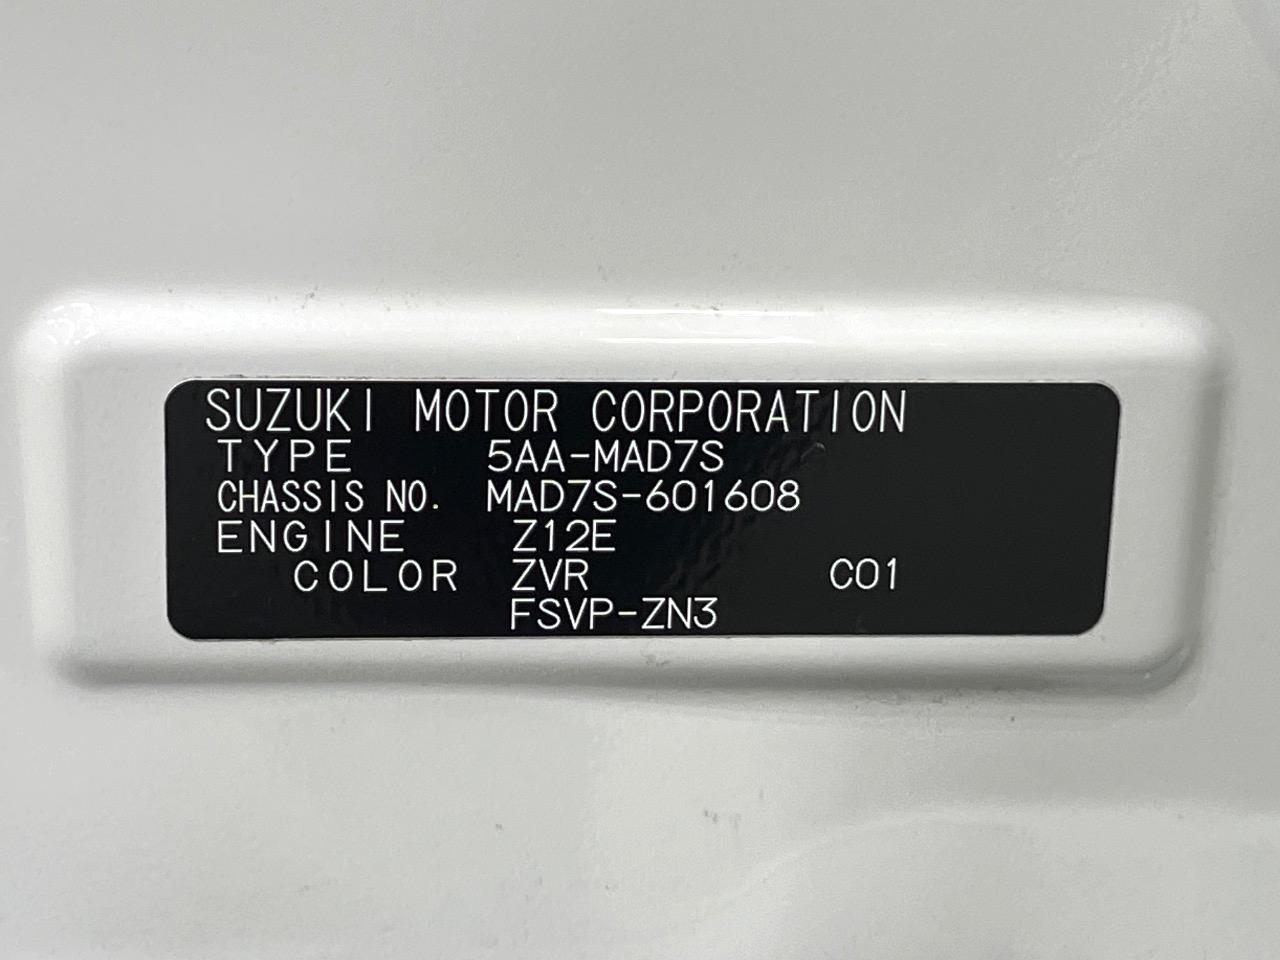 SUZUKI MOTOR CORPORATION
TYPE 5AA-MAD7S
CHASSIS NO. MAD7S-601608
ENGINE Z12E
COLOR ZVR C01
FSVP-ZN3